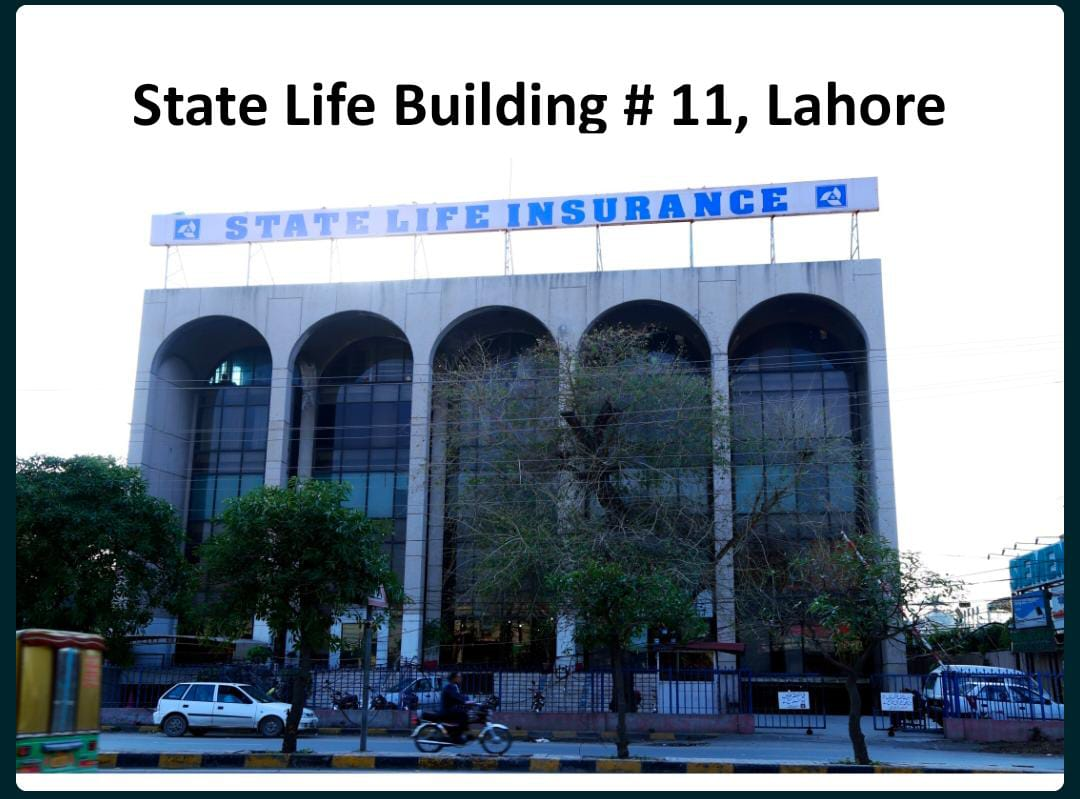 State Life Building # 11, Lahore
STATE LIFE INSURANCE